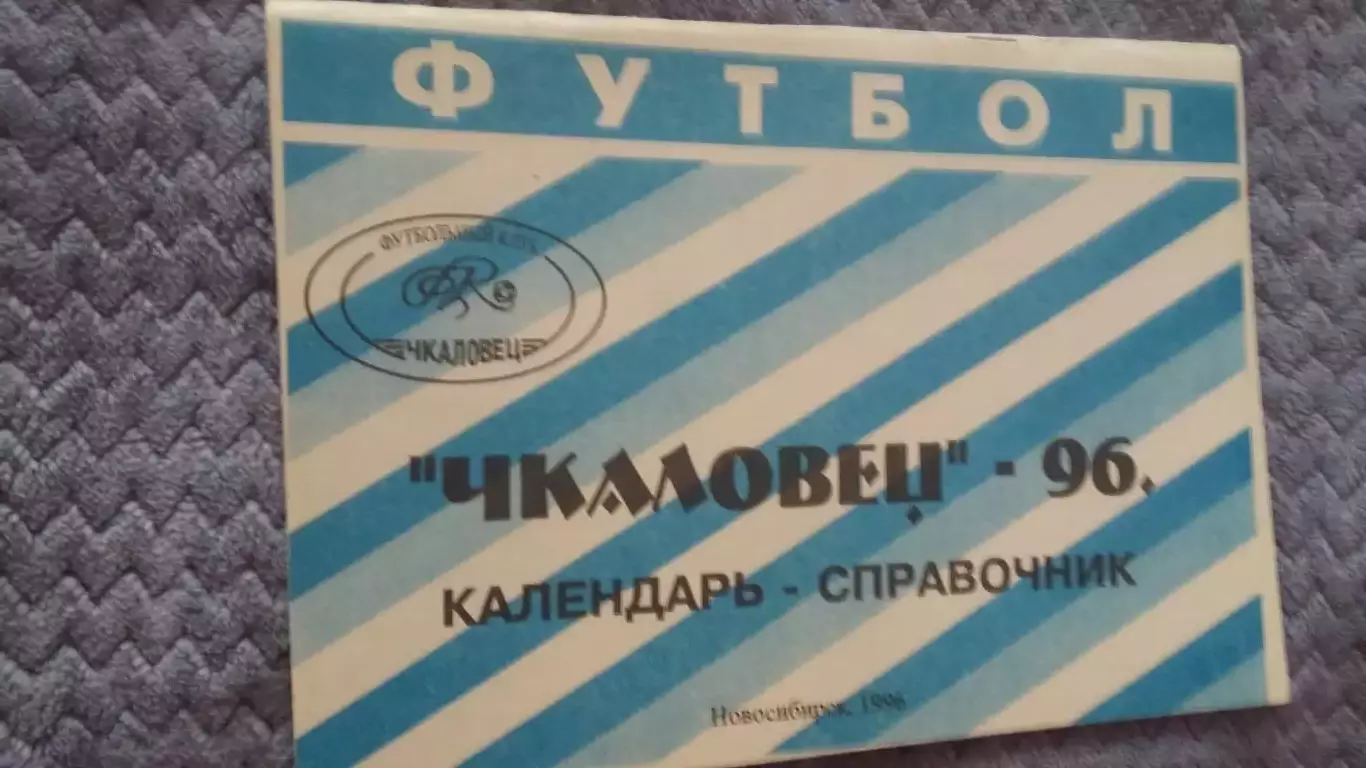 ФУТБОЛ
ФУТБОЛЬНЫЙ КЛУБ
ЧКАЛОВЕЦ
"ЧКАЛОВЕЦ" - 96.
КАЛЕНДАРЬ - СПРАВОЧНИК
Новосибирск, 1996